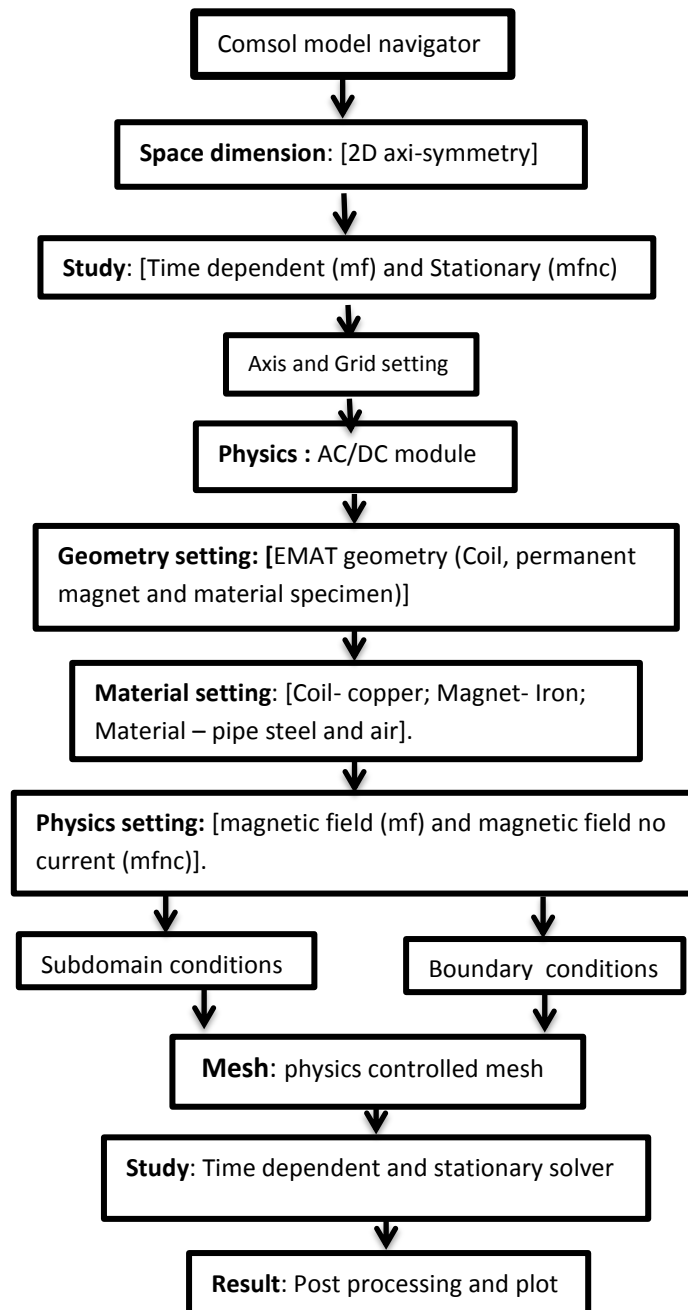 Comsol model navigator
Space dimension: [2D axi-symmetry]
Study: [Time dependent (mf) and Stationary (mfnc)
Axis and Grid setting
Physics : AC/DC module
Geometry setting: [EMAT geometry (Coil, permanent
magnet and material specimen)]
Material setting: [Coil- copper; Magnet- Iron;
Material – pipe steel and air].
Physics setting: [magnetic field (mf) and magnetic field no
current (mfnc)].
Subdomain conditions
Boundary conditions
Mesh: physics controlled mesh
Study: Time dependent and stationary solver
Result: Post processing and plot